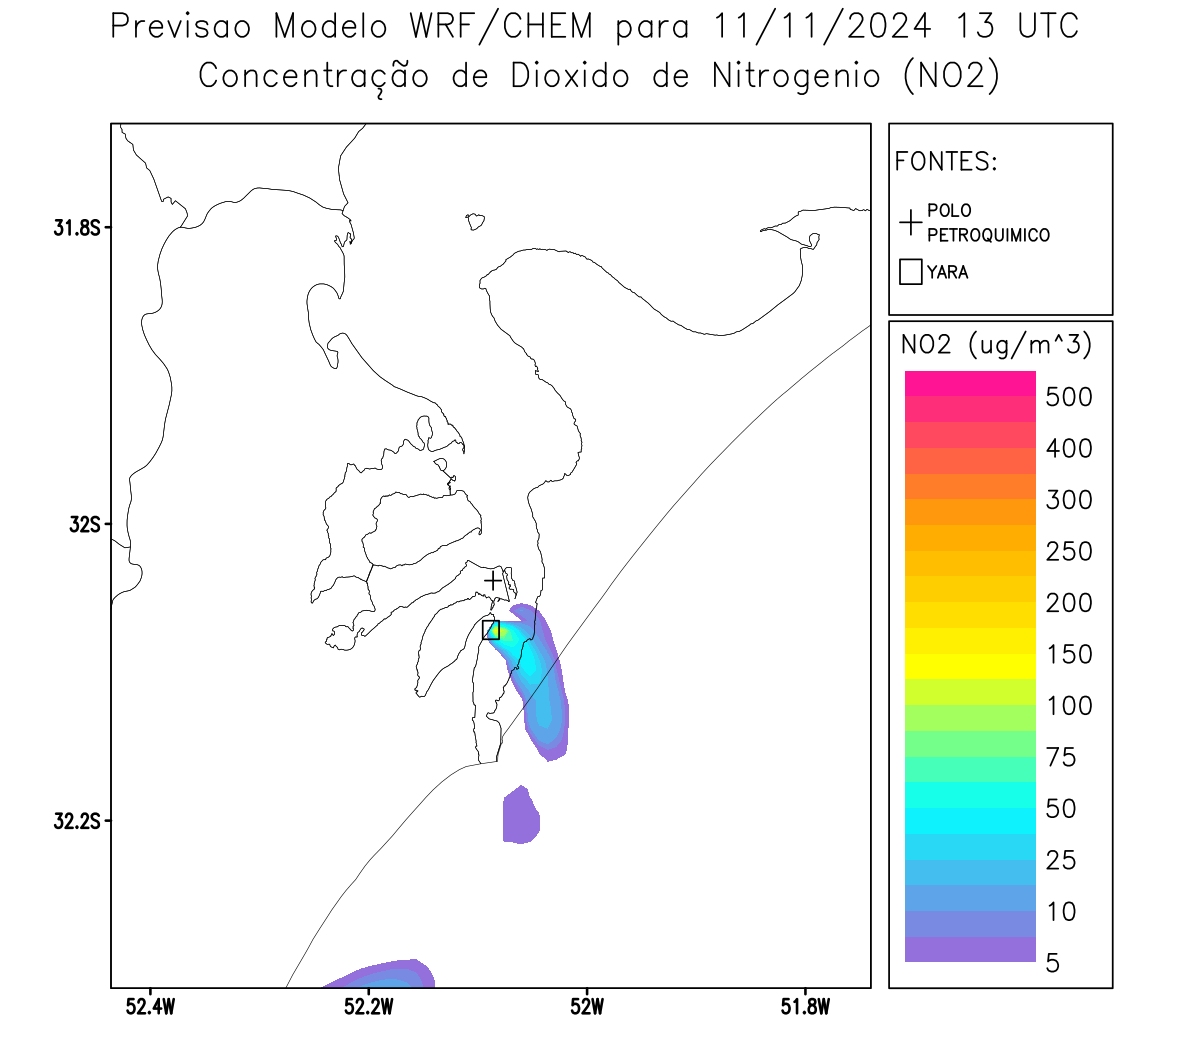 Previsao Modelo WRF/CHEM para 11/11/2024 13 UTC
Concentração de Dioxido de Nitrogenio (NO2)
FONTES:
POLO
PETROQUIMICO
YARA
NO2 (ug/m^3)
500
400
300
250
200
150
100
75
50
25
10
5
31.8S
32S
32.2S
52.4W
52.2W
52W
51.8W